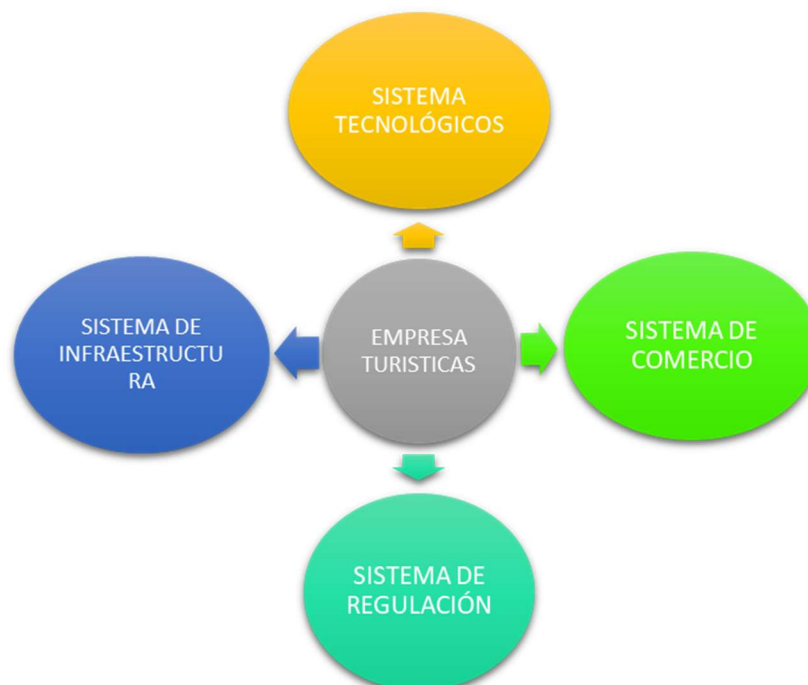 SISTEMA
TECNOLÓGICOS
SISTEMA DE
INFRAESTRUCTU
RA
EMPRESA
TURISTICAS
SISTEMA DE
COMERCIO
SISTEMA DE
REGULACIÓN